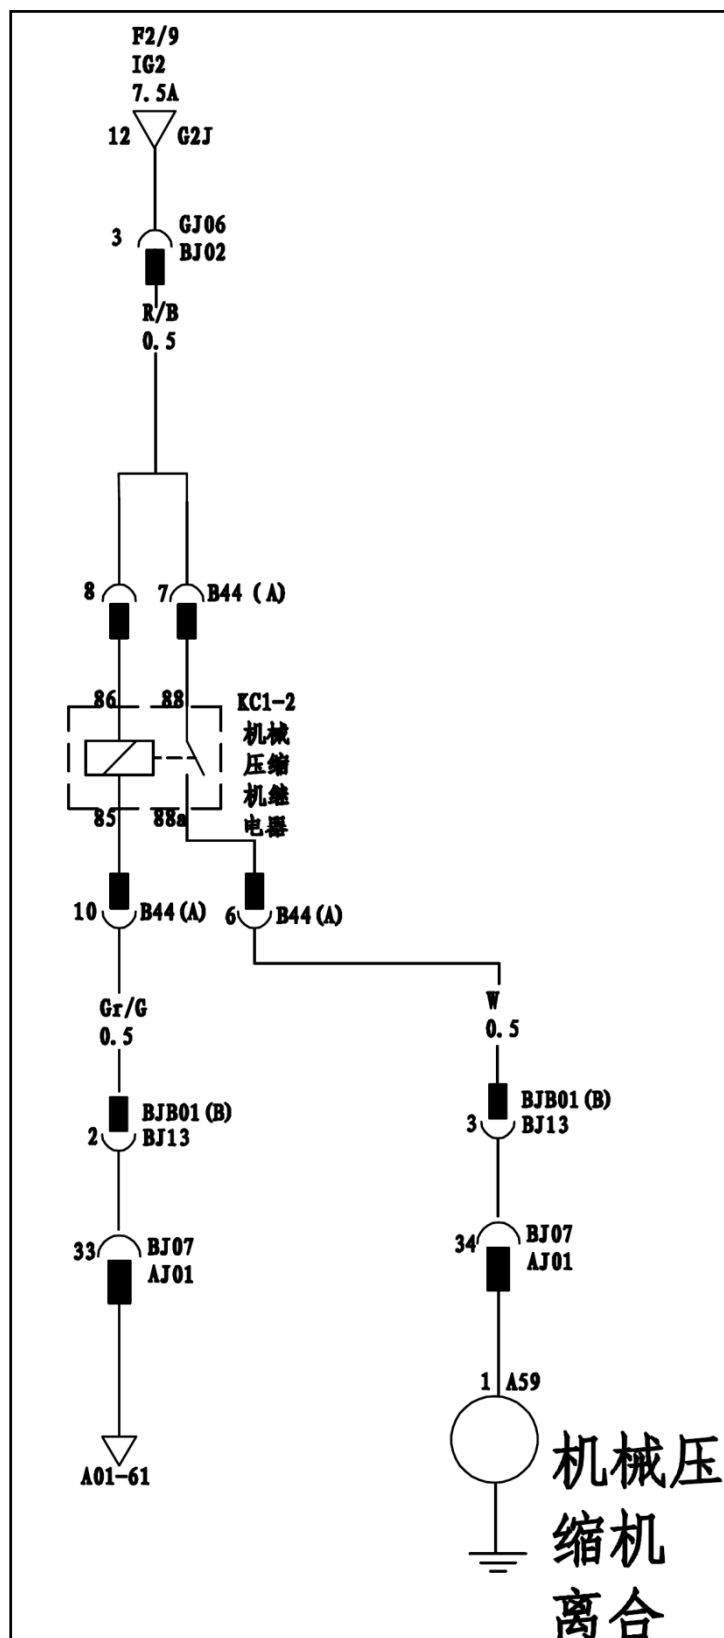 F2/9
IG2
7.5A
12 G2J
3 GJ06
BJ02
R/B
0.5
8 7 B44 (A)
86 88 KC1-2
机械
压缩
机继
电器
85 88a
10 B44(A) 6 B44(A)
Gr/G
0.5
W
0.5
BJB01(B)
2 BJ13
BJB01(B)
3 BJ13
33 BJ07
AJ01
34 BJ07
AJ01
1 A59
A01-61
机械压
缩机
离合